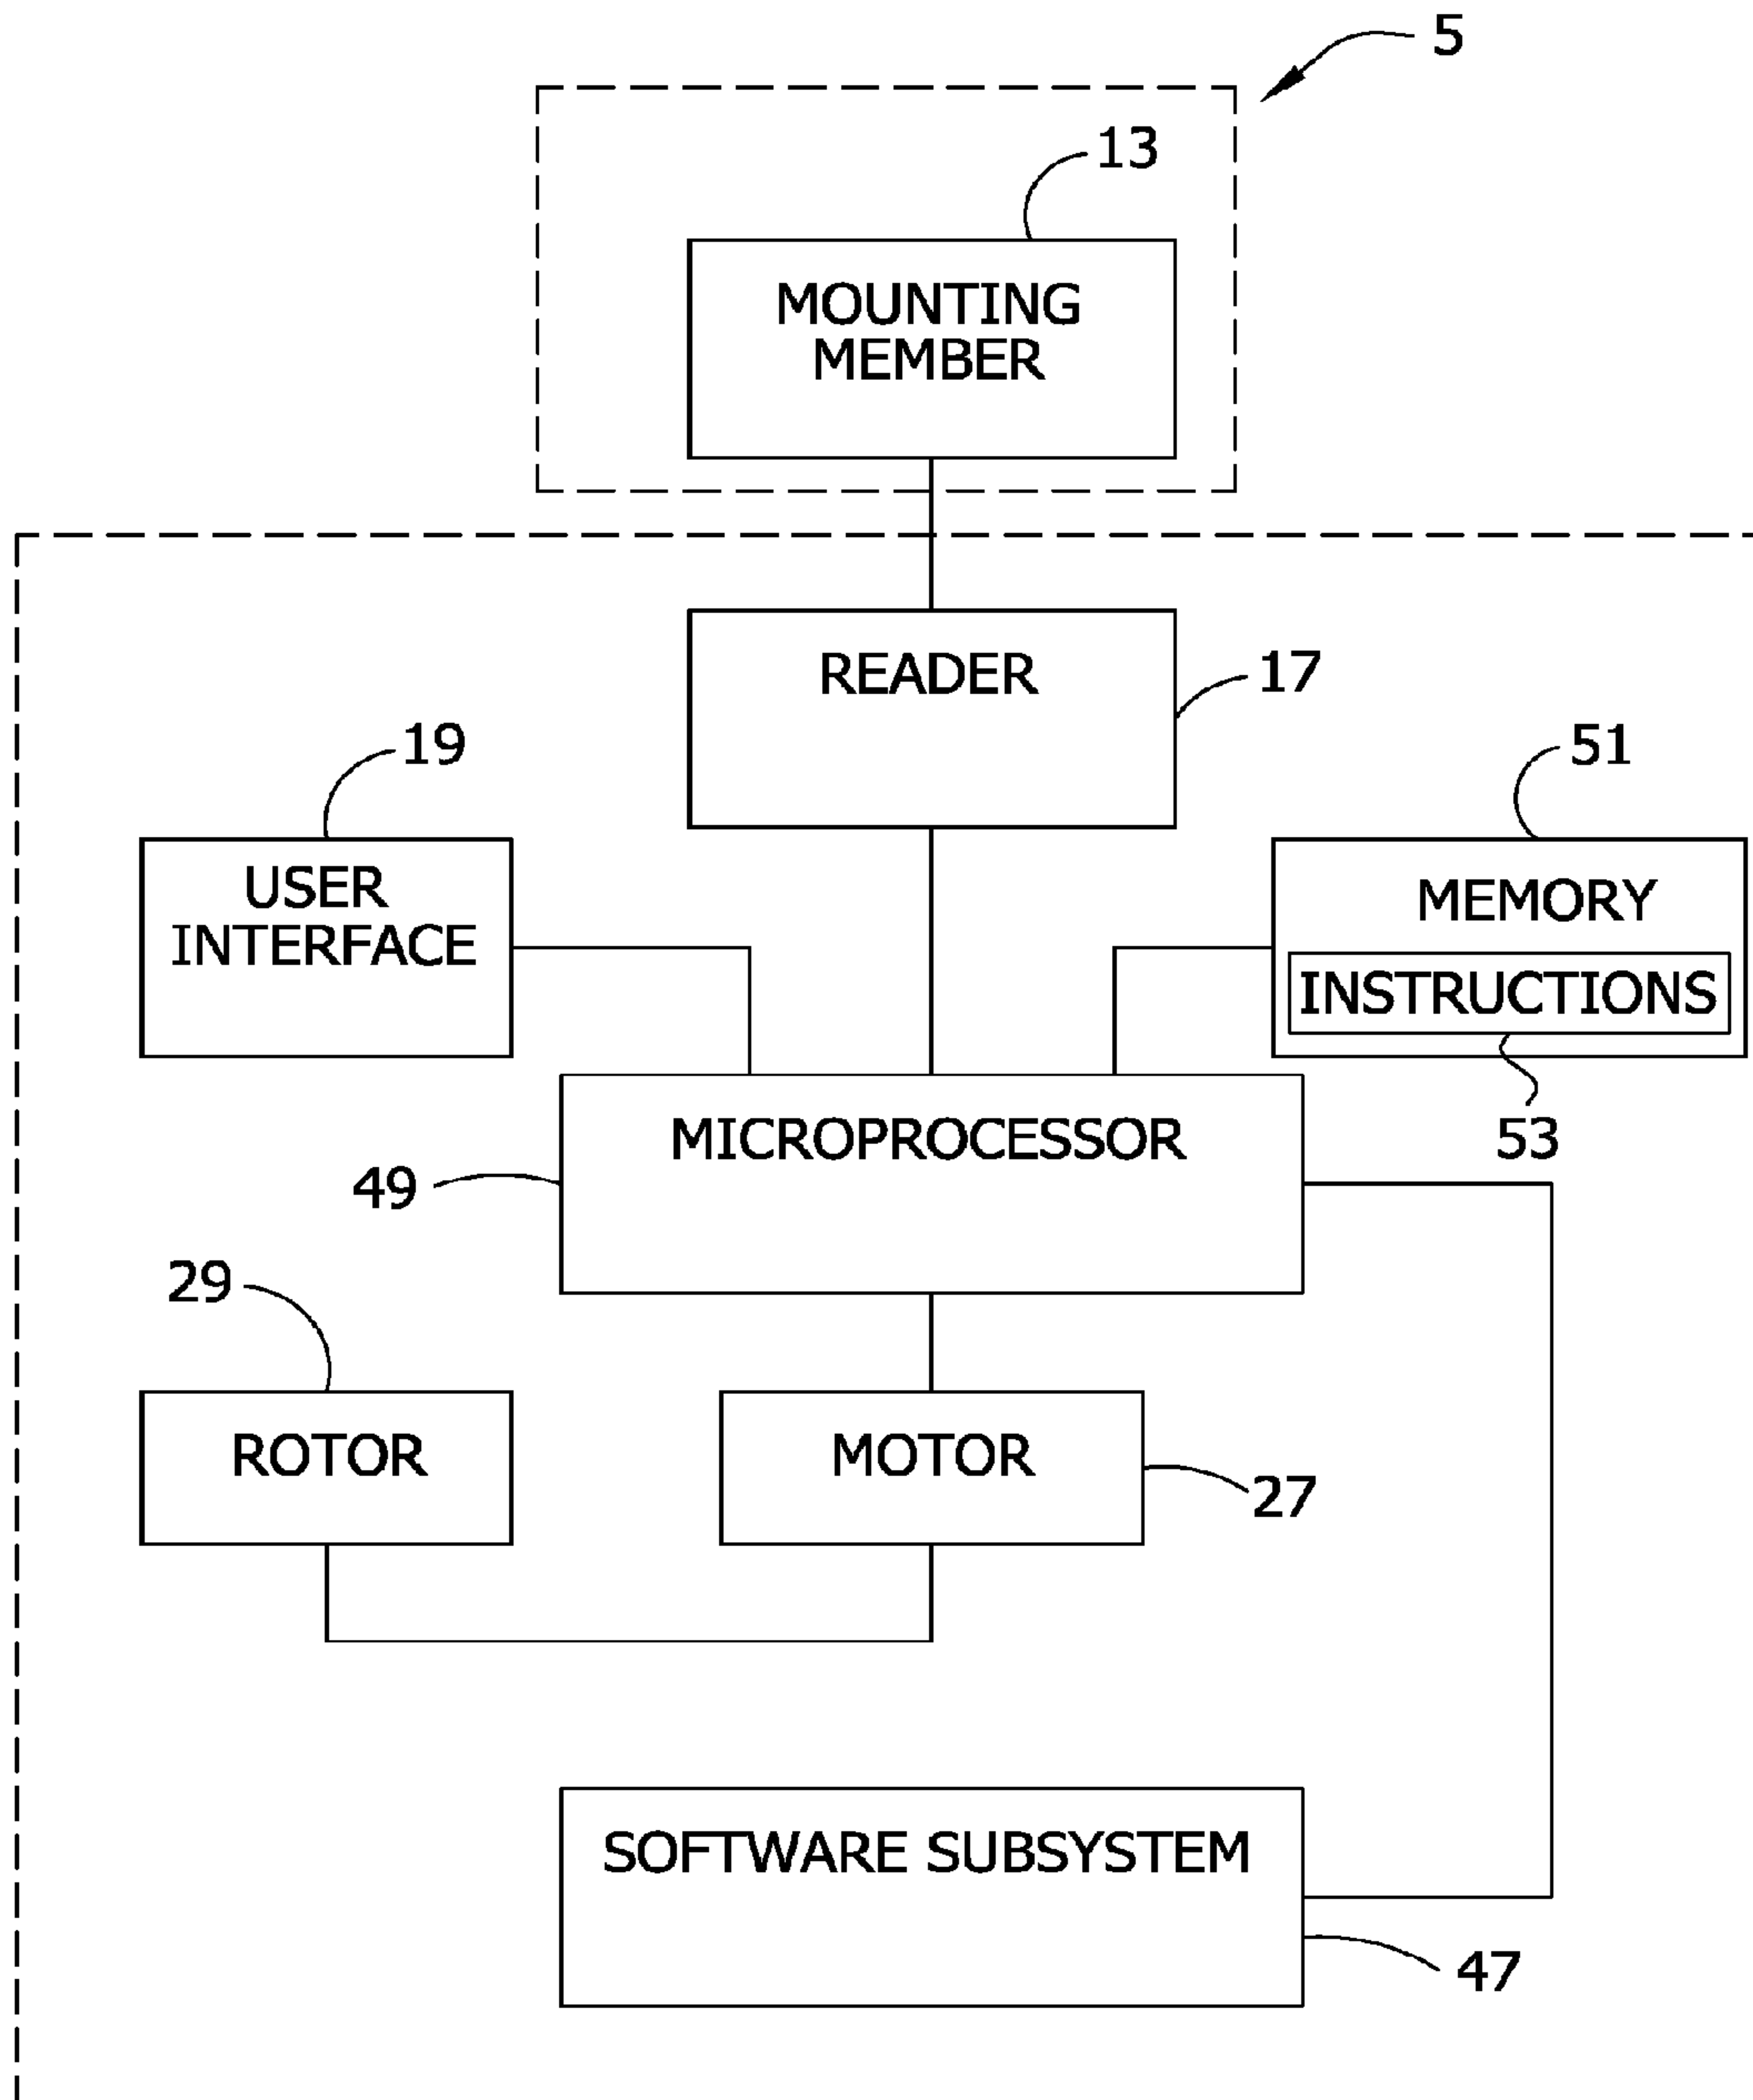 5
13
MOUNTING
MEMBER
READER
17
19
51
USER
INTERFACE
MEMORY
INSTRUCTIONS
53
MICROPROCESSOR
49
29
ROTOR
MOTOR
27
SOFTWARE SUBSYSTEM
47